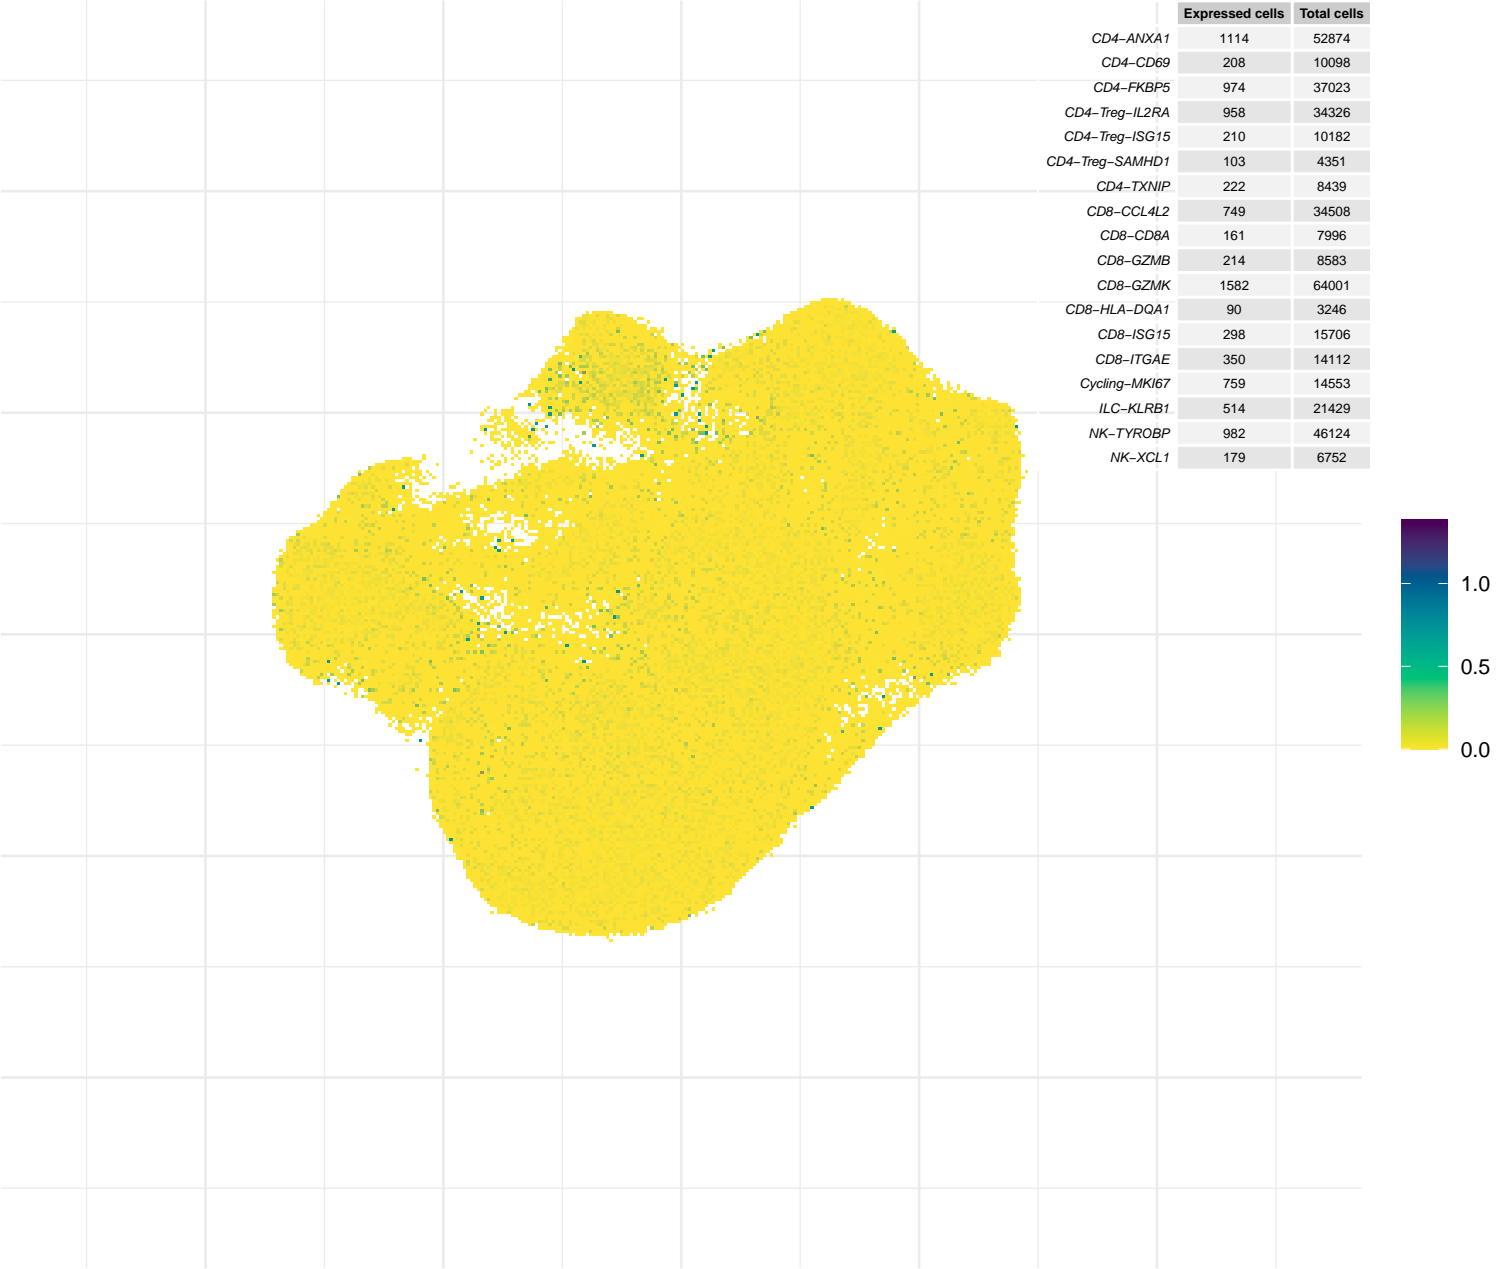 Expressed cells Total cells
CD4−ANXA1 1114 52874
CD4−CD69 208 10098
CD4−FKBP5 974 37023
CD4−Treg−IL2RA 958 34326
CD4−Treg−ISG15 210 10182
CD4−Treg−SAMHD1 103 4351
CD4−TXNIP 222 8439
CD8−CCL4L2 749 34508
CD8−CD8A 161 7996
CD8−GZMB 214 8583
CD8−GZMK 1582 64001
CD8−HLA−DQA1 90 3246
CD8−ISG15 298 15706
CD8−ITGAE 350 14112
Cycling−MKI67 759 14553
ILC−KLRB1 514 21429
NK−TYROBP 982 46124
NK−XCL1 179 6752
1.0
0.5
0.0